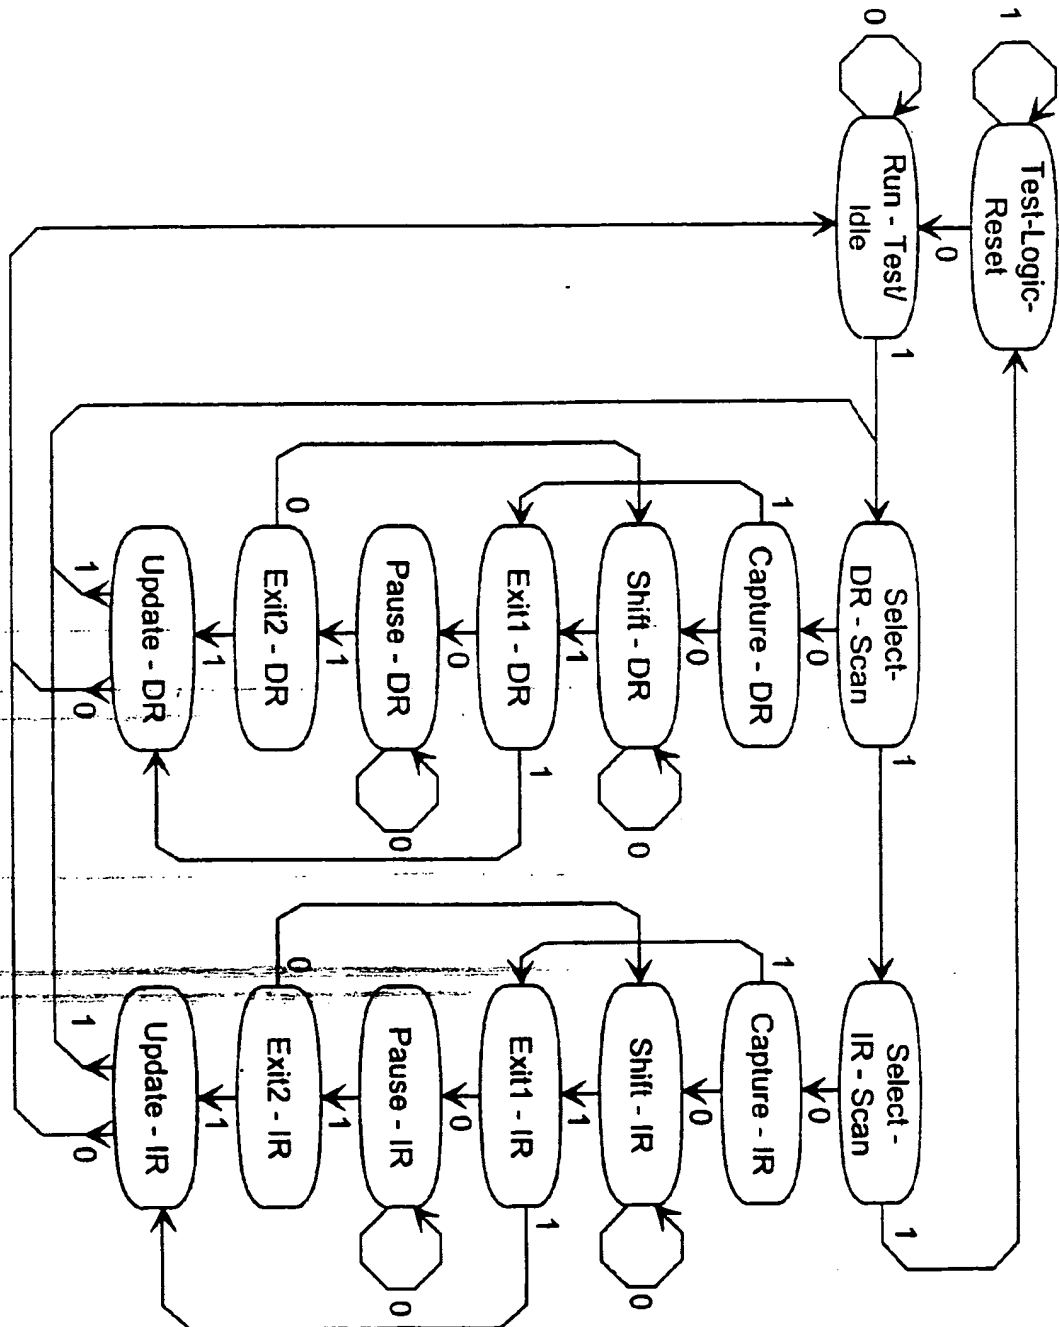 1
Test-Logic-
Reset
0
0
Run - Test/
Idle
1
Select-
DR - Scan
1
Select -
IR - Scan
1
0
0
1
Capture - DR
1
Capture - IR
0
0
Shift - DR
0
Shift - IR
0
1
1
Exit1 - DR
1
Exit1 - IR
1
0
0
Pause - DR
0
Pause - IR
0
1
1
0
Exit2 - DR
0
Exit2 - IR
1
1
Update - DR
Update - IR
1
0
1
0